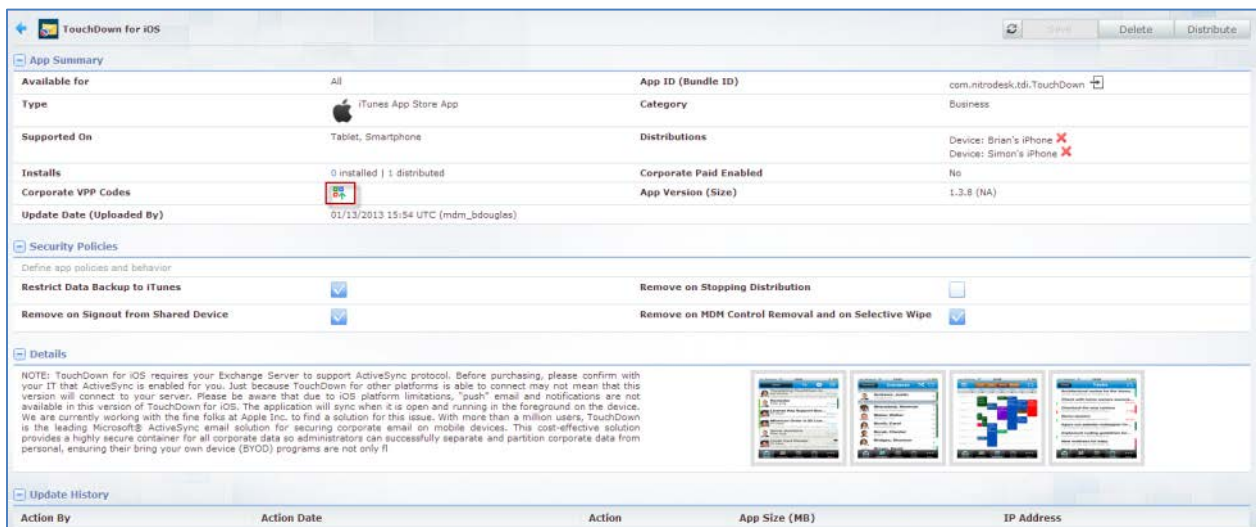 TouchDown for iOS
Save Delete Distribute
App Summary
Available for All App ID (Bundle ID) com.nitrodesk.tdi.TouchDown
Type iTunes App Store App Category Business
Supported On Tablet, Smartphone Distributions Device: Brian's iPhone
Device: Simon's iPhone
Installs 0 installed | 1 distributed Corporate Paid Enabled No
Corporate VPP Codes App Version (Size) 1.3.8 (NA)
Update Date (Uploaded By) 01/13/2013 15:54 UTC (mdm_bdouglas)
Security Policies
Define app policies and behavior
Restrict Data Backup to iTunes Remove on Stopping Distribution
Remove on Signout from Shared Device Remove on MDM Control Removal and on Selective Wipe
Details
NOTE: TouchDown for iOS requires your Exchange Server to support ActiveSync protocol. Before purchasing, please confirm with
your IT that ActiveSync is enabled for you. Just because TouchDown for other platforms is able to connect may not mean that this
version will connect to your server. Please be aware that due to iOS platform limitations, "push" email and notifications are not
available in this version of TouchDown for iOS. The application will sync when it is open and running in the foreground on the device.
We are currently working with the fine folks at Apple Inc. to find a solution for this issue. With more than a million users, TouchDown
is the leading Microsoft® ActiveSync email solution for securing corporate email on mobile devices. This cost-effective solution
provides a highly secure container for all corporate data so administrators can successfully separate and partition corporate data from
personal, ensuring their bring your own device (BYOD) programs are not only fl
Update History
Action By Action Date Action App Size (MB) IP Address